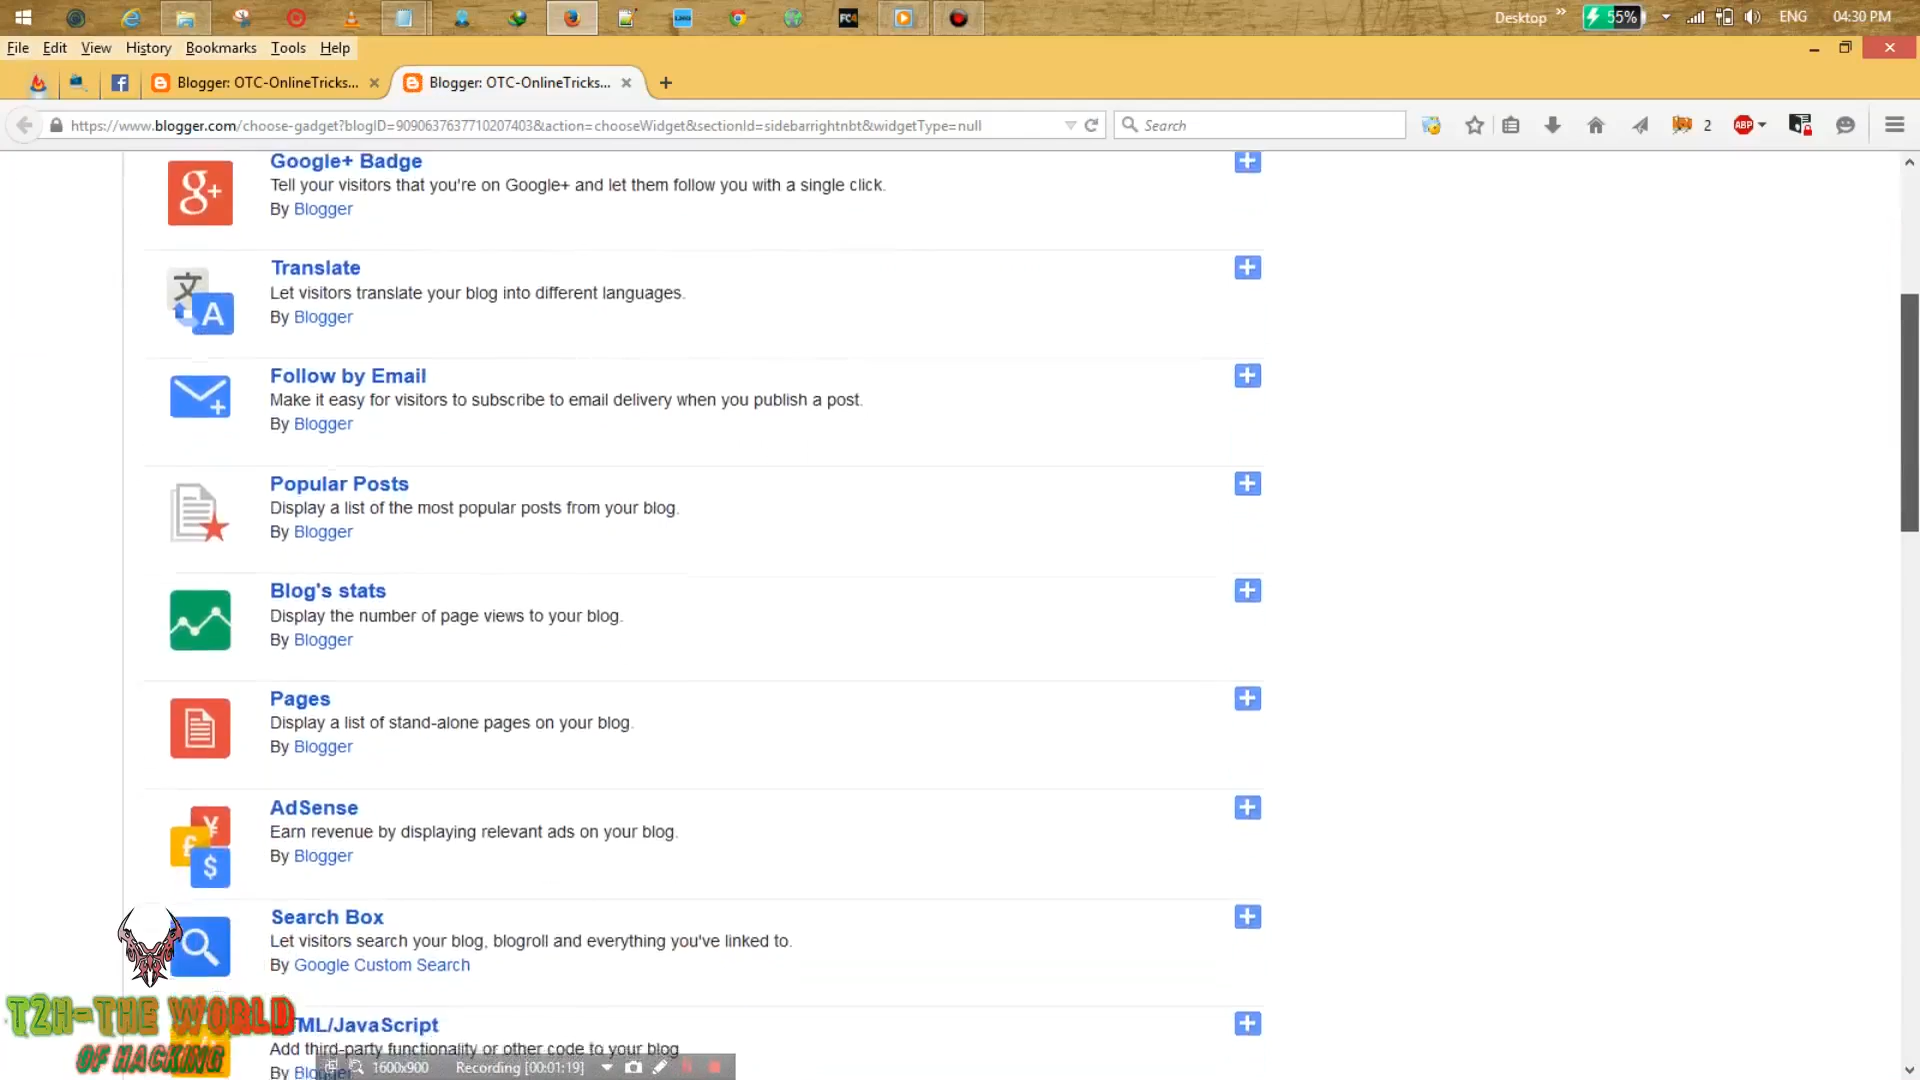 Desktop
55%
ENG
04:30 PM
File
Edit
View
History
Bookmarks
Tools
Help
Blogger: OTC-OnlineTricks...
Blogger: OTC-OnlineTricks...
https://www.blogger.com/choose-gadget?blogID=9090637637710207403&action=chooseWidget&sectionId=sidebarrightnbt&widgetType=null
Search
2
ABP
Google+ Badge
Tell your visitors that you're on Google+ and let them follow you with a single click.
By Blogger
Translate
Let visitors translate your blog into different languages.
By Blogger
Follow by Email
Make it easy for visitors to subscribe to email delivery when you publish a post.
By Blogger
Popular Posts
Display a list of the most popular posts from your blog.
By Blogger
Blog's stats
Display the number of page views to your blog.
By Blogger
Pages
Display a list of stand-alone pages on your blog.
By Blogger
AdSense
Earn revenue by displaying relevant ads on your blog.
By Blogger
Search Box
Let visitors search your blog, blogroll and everything you've linked to.
By Google Custom Search
T2H-THE WORLD
OF HACKING
TML/JavaScript
Add third-party functionality or other code to your blog
By Blogger
1600x900
Recording [00:01:19]